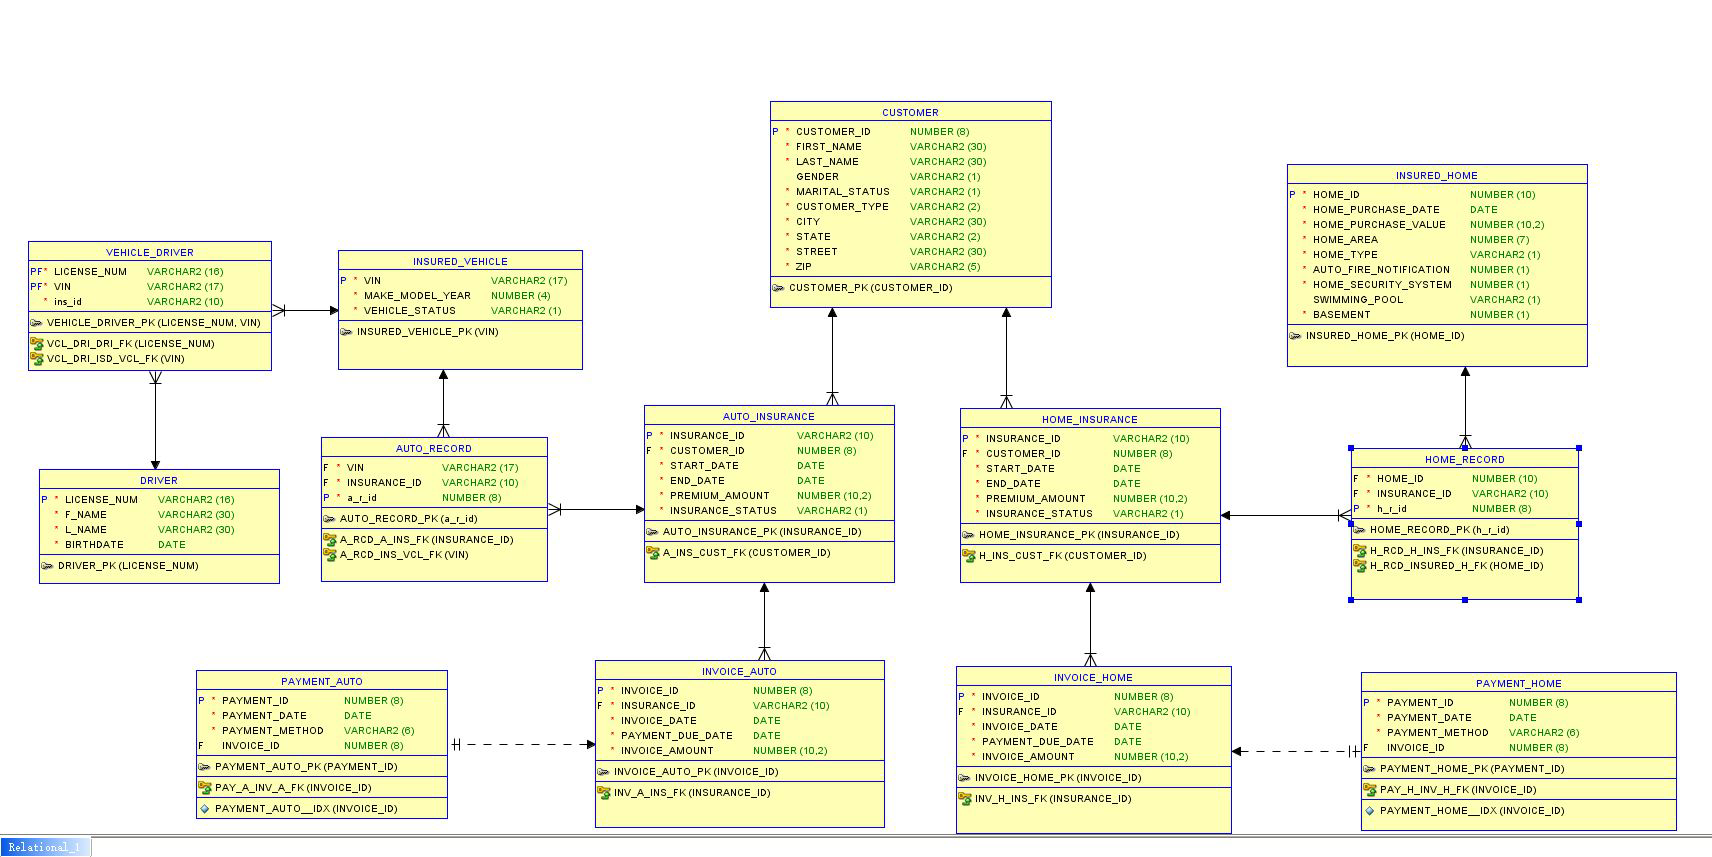 CUSTOMER
P * CUSTOMER_ID NUMBER (8)
* FIRST_NAME VARCHAR2 (30)
* LAST_NAME VARCHAR2 (30)
GENDER VARCHAR2 (1)
* MARITAL_STATUS VARCHAR2 (1)
* CUSTOMER_TYPE VARCHAR2 (2)
* CITY VARCHAR2 (30)
* STATE VARCHAR2 (2)
* STREET VARCHAR2 (30)
* ZIP VARCHAR2 (5)
CUSTOMER_PK (CUSTOMER_ID)
INSURED_HOME
P * HOME_ID NUMBER (10)
* HOME_PURCHASE_DATE DATE
* HOME_PURCHASE_VALUE NUMBER (10,2)
* HOME_AREA NUMBER (7)
* HOME_TYPE VARCHAR2 (1)
* AUTO_FIRE_NOTIFICATION NUMBER (1)
* HOME_SECURITY_SYSTEM NUMBER (1)
SWIMMING_POOL VARCHAR2 (1)
* BASEMENT NUMBER (1)
INSURED_HOME_PK (HOME_ID)
VEHICLE_DRIVER
PF* LICENSE_NUM VARCHAR2 (16)
PF* VIN VARCHAR2 (17)
* ins_id VARCHAR2 (10)
VEHICLE_DRIVER_PK (LICENSE_NUM, VIN)
VCL_DRI_DRI_FK (LICENSE_NUM)
VCL_DRI_ISD_VCL_FK (VIN)
INSURED_VEHICLE
P * VIN VARCHAR2 (17)
* MAKE_MODEL_YEAR NUMBER (4)
* VEHICLE_STATUS VARCHAR2 (1)
INSURED_VEHICLE_PK (VIN)
DRIVER
P * LICENSE_NUM VARCHAR2 (16)
* F_NAME VARCHAR2 (30)
* L_NAME VARCHAR2 (30)
* BIRTHDATE DATE
DRIVER_PK (LICENSE_NUM)
AUTO_RECORD
F * VIN VARCHAR2 (17)
F * INSURANCE_ID VARCHAR2 (10)
P * a_r_id NUMBER (8)
AUTO_RECORD_PK (a_r_id)
A_RCD_A_INS_FK (INSURANCE_ID)
A_RCD_INS_VCL_FK (VIN)
AUTO_INSURANCE
P * INSURANCE_ID VARCHAR2 (10)
F * CUSTOMER_ID NUMBER (8)
* START_DATE DATE
* END_DATE DATE
* PREMIUM_AMOUNT NUMBER (10,2)
* INSURANCE_STATUS VARCHAR2 (1)
AUTO_INSURANCE_PK (INSURANCE_ID)
A_INS_CUST_FK (CUSTOMER_ID)
HOME_INSURANCE
P * INSURANCE_ID VARCHAR2 (10)
F * CUSTOMER_ID NUMBER (8)
* START_DATE DATE
* END_DATE DATE
* PREMIUM_AMOUNT NUMBER (10,2)
* INSURANCE_STATUS VARCHAR2 (1)
HOME_INSURANCE_PK (INSURANCE_ID)
H_INS_CUST_FK (CUSTOMER_ID)
HOME_RECORD
F * HOME_ID NUMBER (10)
F * INSURANCE_ID VARCHAR2 (10)
P * h_r_id NUMBER (8)
HOME_RECORD_PK (h_r_id)
H_RCD_H_INS_FK (INSURANCE_ID)
H_RCD_INSURED_H_FK (HOME_ID)
PAYMENT_AUTO
P * PAYMENT_ID NUMBER (8)
* PAYMENT_DATE DATE
* PAYMENT_METHOD VARCHAR2 (6)
F INVOICE_ID NUMBER (8)
PAYMENT_AUTO_PK (PAYMENT_ID)
PAY_A_INV_A_FK (INVOICE_ID)
PAYMENT_AUTO__IDX (INVOICE_ID)
INVOICE_AUTO
P * INVOICE_ID NUMBER (8)
F * INSURANCE_ID VARCHAR2 (10)
* INVOICE_DATE DATE
* PAYMENT_DUE_DATE DATE
* INVOICE_AMOUNT NUMBER (10,2)
INVOICE_AUTO_PK (INVOICE_ID)
INV_A_INS_FK (INSURANCE_ID)
INVOICE_HOME
P * INVOICE_ID NUMBER (8)
F * INSURANCE_ID VARCHAR2 (10)
* INVOICE_DATE DATE
* PAYMENT_DUE_DATE DATE
* INVOICE_AMOUNT NUMBER (10,2)
INVOICE_HOME_PK (INVOICE_ID)
INV_H_INS_FK (INSURANCE_ID)
PAYMENT_HOME
P * PAYMENT_ID NUMBER (8)
* PAYMENT_DATE DATE
* PAYMENT_METHOD VARCHAR2 (6)
F INVOICE_ID NUMBER (8)
PAYMENT_HOME_PK (PAYMENT_ID)
PAY_H_INV_H_FK (INVOICE_ID)
PAYMENT_HOME__IDX (INVOICE_ID)
Relational_1